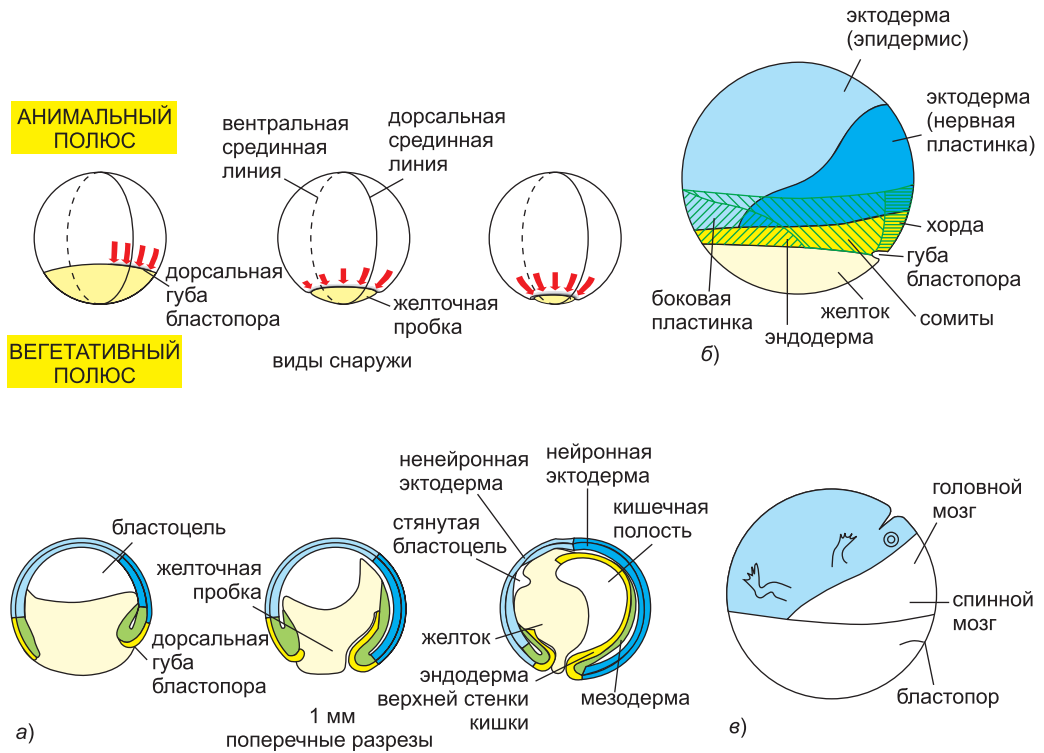 АНИМАЛЬНЫЙ
ПОЛЮС
вентральная
срединная
линия
дорсальная
срединная
линия
дорсальная
губа
бластопора
желточная
пробка
ВЕГЕТАТИВНЫЙ
ПОЛЮС
виды снаружи
эктодерма
(эпидермис)
эктодерма
(нервная
пластинка)
хорда
губа
бластопора
боковая
пластинка
желток
сомиты
эндодерма
б)
бластоцель
желточная
пробка
дорсальная
губа
бластопора
ненейронная
эктодерма
нейронная
эктодерма
стянутая
бластоцель
кишечная
полость
желток
эндодерма
верхней стенки
кишки
мезодерма
1 мм
поперечные разрезы
а)
головной
мозг
спинной
мозг
бластопор
в)